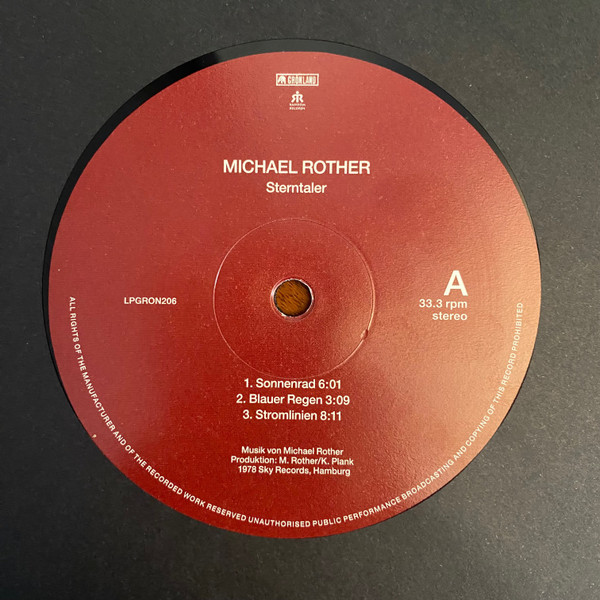 GRÖNLAND
MICHAEL ROTHER
Sterntaler
LPGRON206
A
33.3 rpm
stereo
1. Sonnenrad 6:01
2. Blauer Regen 3:09
3. Stromlinien 8:11
Musik von Michael Rother
Produktion: M. Rother/K. Plank
1978 Sky Records, Hamburg
ALL RIGHTS OF THE MANUFACTURER AND OF THE RECORDED WORK RESERVED UNAUTHORISED PUBLIC PERFORMANCE BROADCASTING AND COPYING OF THIS RECORD PROHIBITED